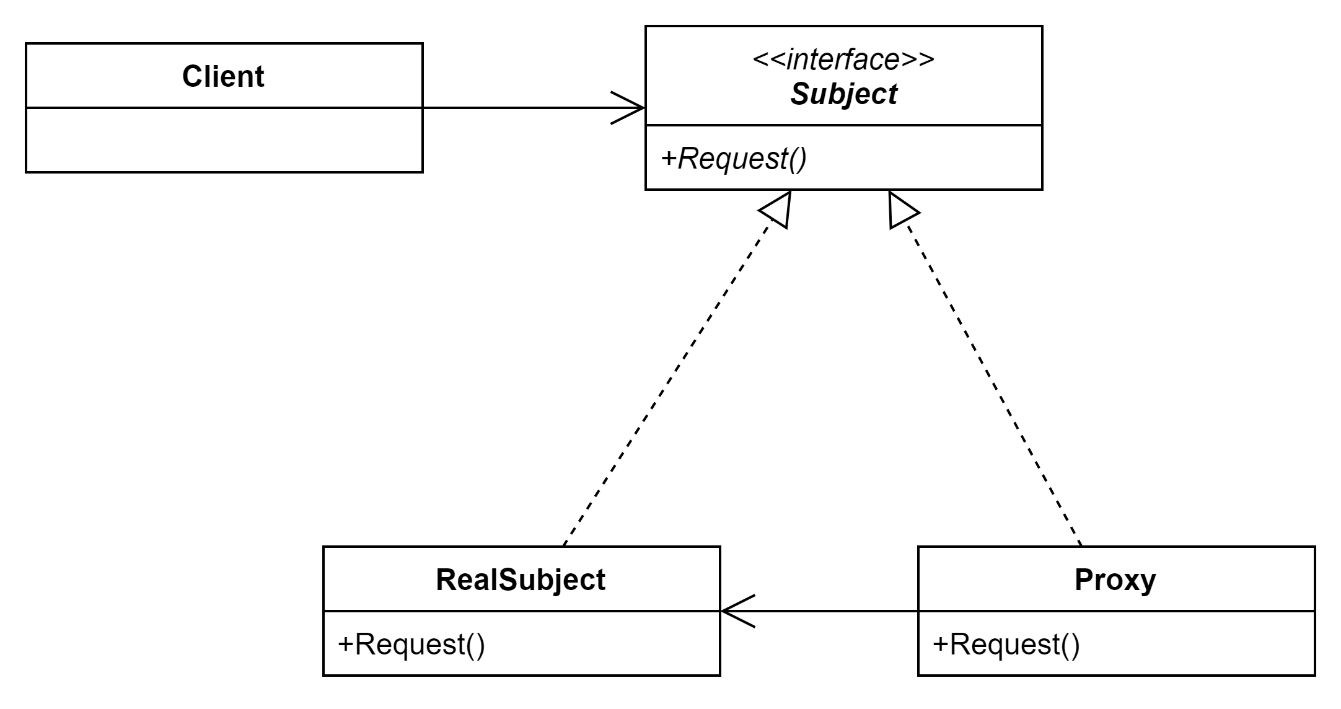 Client
<<interface>>
Subject
+Request()
RealSubject
+Request()
Proxy
+Request()